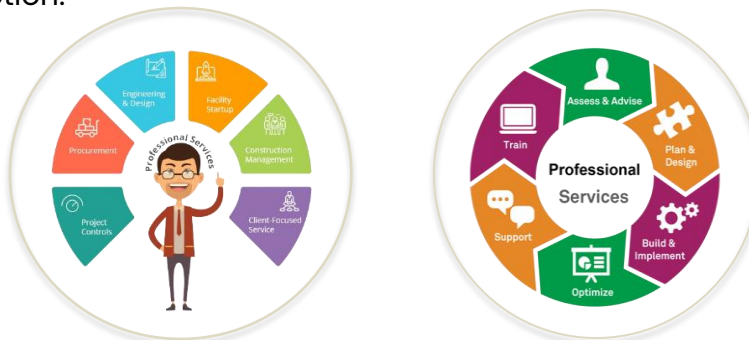 Engineering
& Design
Facility
Startup
Procurement
Construction
Management
Professional Services
Project
Controls
Client-Focused
Service
Assess & Advise
Train
Plan &
Design
Professional
Services
Support
Build &
Implement
Optimize